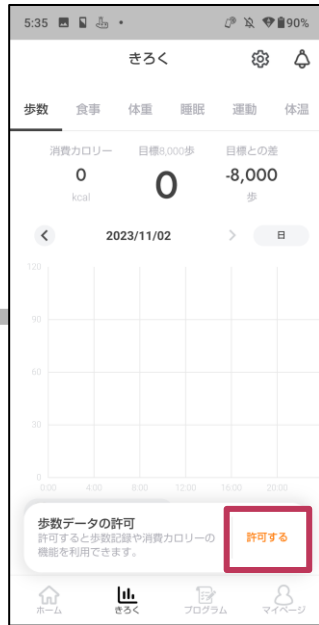 5:35
90%
きろく
歩数 食事 体重 睡眠 運動 体温
消費カロリー 目標8,000歩 目標との差
0 0 -8,000
kcal 歩
2023/11/02 日
120
90
60
30
0
0:00 4:00 8:00 12:00 16:00 20:00
歩数データの許可
許可すると歩数記録や消費カロリーの
機能を利用できます。
許可する
ホーム きろく プログラム マイページ